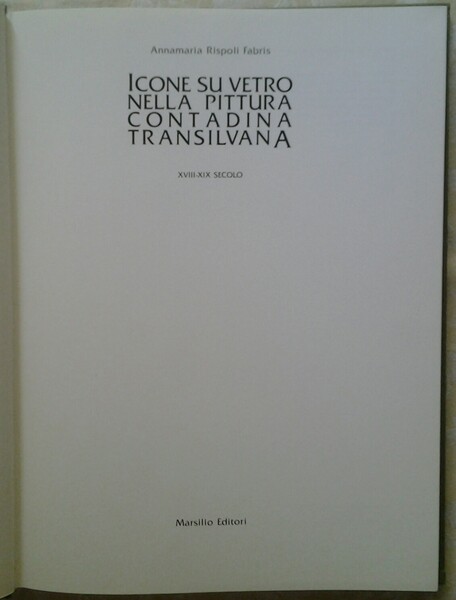 Annamaria Rispoli Fabris
ICONE SU VETRO
NELLA PITTURA
CONTADINA
TRANSILVANA
XVIII-XIX SECOLO
Marsilio Editori